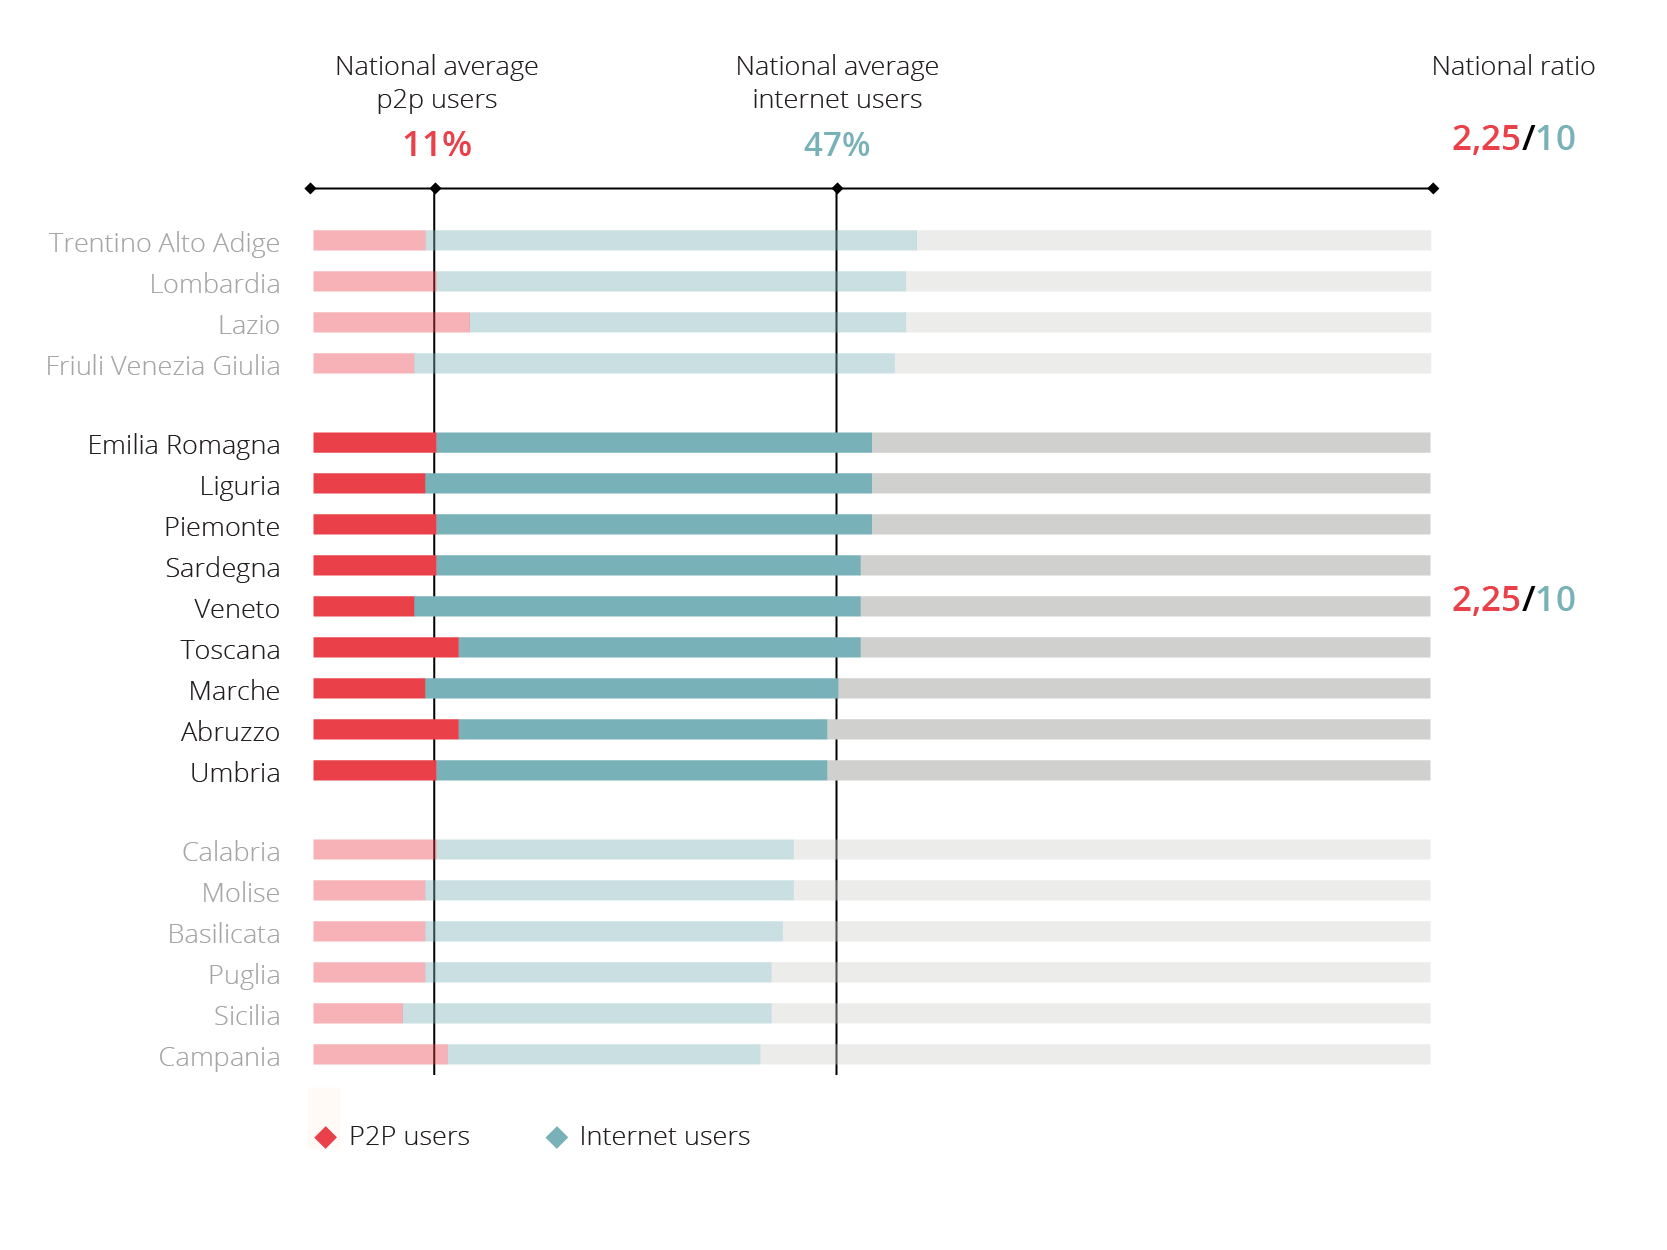 National average
p2p users
11%
National average
internet users
47%
National ratio
2,25/10
Trentino Alto Adige
Lombardia
Lazio
Friuli Venezia Giulia
Emilia Romagna
Liguria
Piemonte
Sardegna
Veneto
2,25/10
Toscana
Marche
Abruzzo
Umbria
Calabria
Molise
Basilicata
Puglia
Sicilia
Campania
P2P users
Internet users